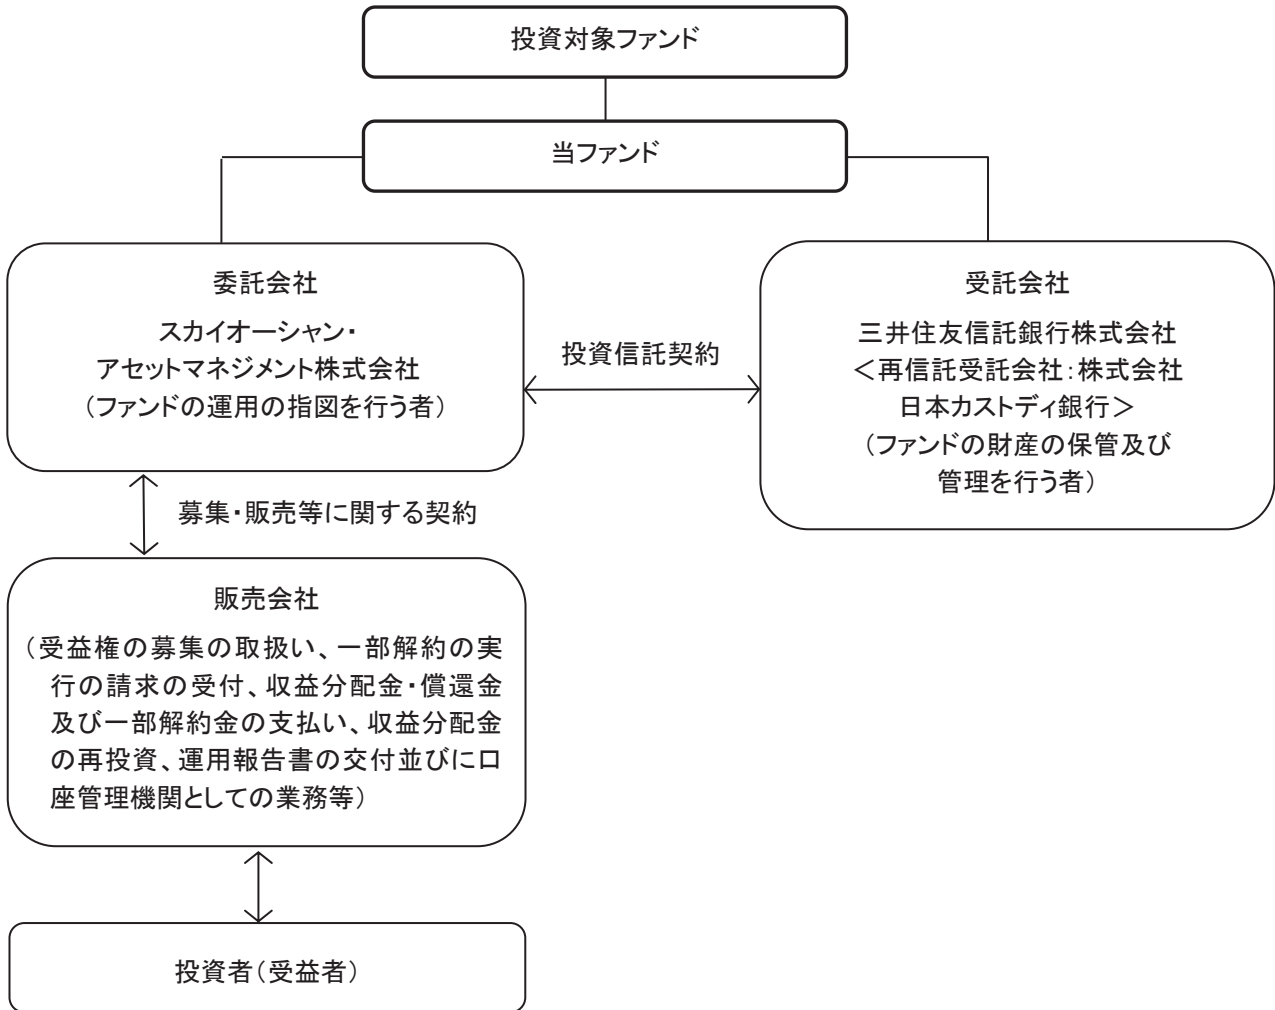 投資対象ファンド
当ファンド
委託会社
スカイオーシャン・
アセットマネジメント株式会社
（ファンドの運用の指図を行う者）
投資信託契約
受託会社
三井住友信託銀行株式会社
＜再信託受託会社：株式会社
日本カストディ銀行＞
（ファンドの財産の保管及び
管理を行う者）
募集・販売等に関する契約
販売会社
（受益権の募集の取扱い、一部解約の実
行の請求の受付、収益分配金・償還金
及び一部解約金の支払い、収益分配金
の再投資、運用報告書の交付並びに口
座管理機関としての業務等）
投資者（受益者）